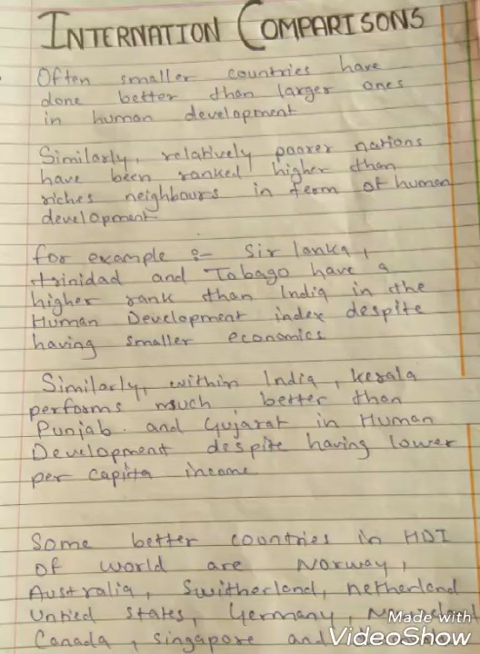 INTERNATION COMPARISONS
Often smaller countries have
done better than larger ones
in human development
Similarly, relatively poorer nations
have been ranked higher than
riches neighbours in term of human
development
for example :- Sir lanka,
trinidad and Tobago have a
higher rank than India in the
Human Development index despite
having smaller economics
Similarly, within India, kerala
performs much better than
Punjab and Gujarat in Human
Development despite having lower
per capita income
Some better countries in HDI
of world are Norway,
Australia, Switherland, netherland
Untied states, Germany,
Canada, singapore and
Made with
VideoShow